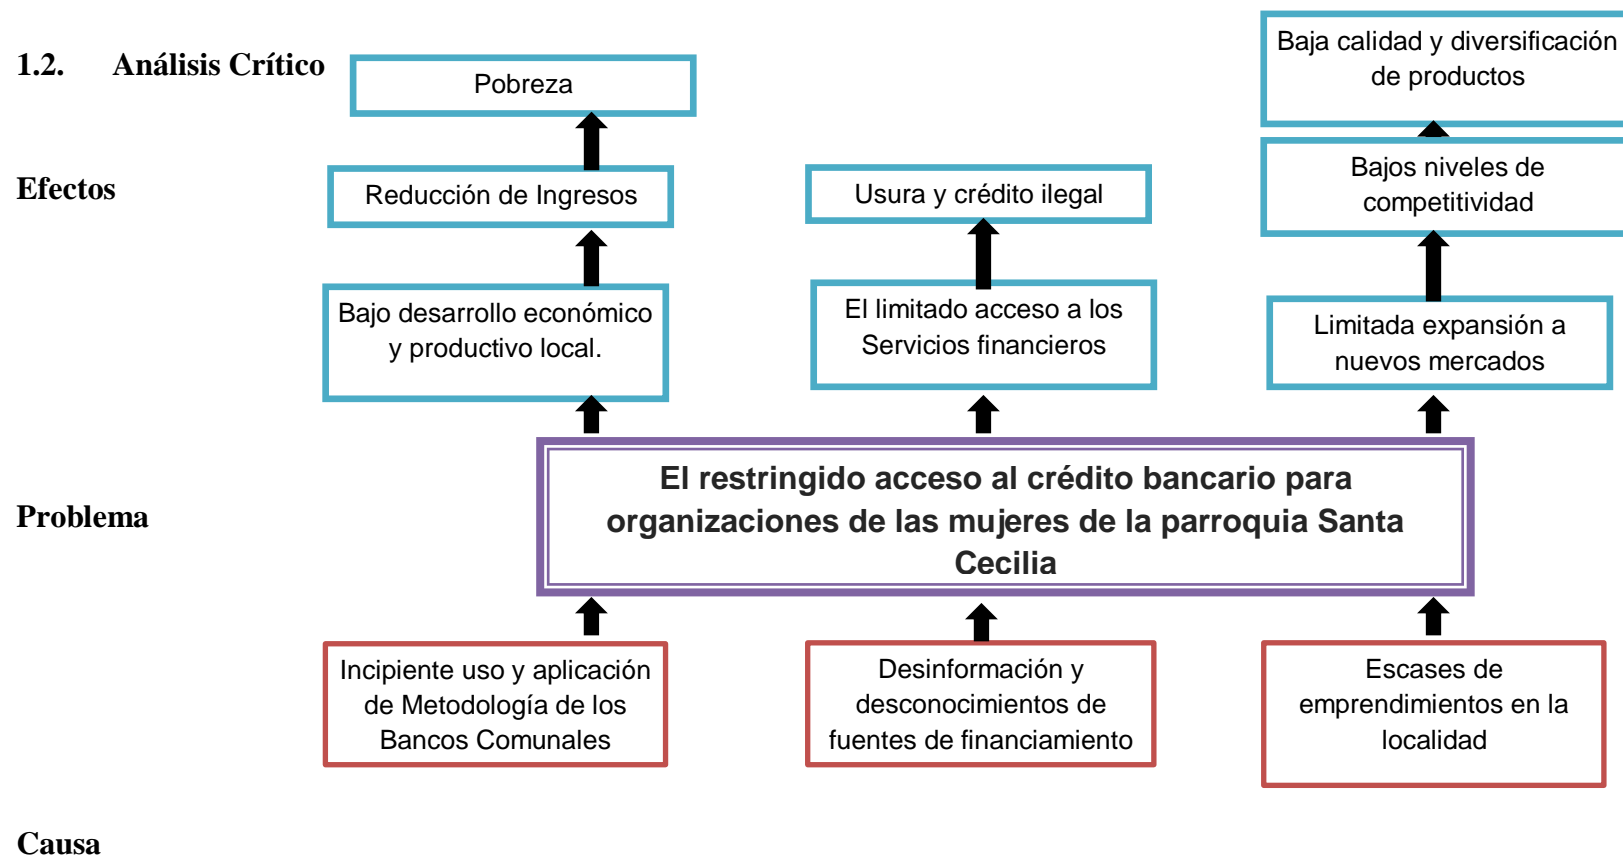 1.2. Análisis Crítico
Pobreza
Baja calidad y diversificación
de productos
Efectos
Reducción de Ingresos
Usura y crédito ilegal
Bajos niveles de
competitividad
Bajo desarrollo económico
y productivo local.
El limitado acceso a los
Servicios financieros
Limitada expansión a
nuevos mercados
Problema
El restringido acceso al crédito bancario para
organizaciones de las mujeres de la parroquia Santa
Cecilia
Incipiente uso y aplicación
de Metodología de los
Bancos Comunales
Desinformación y
desconocimientos de
fuentes de financiamiento
Escases de
emprendimientos en la
localidad
Causa